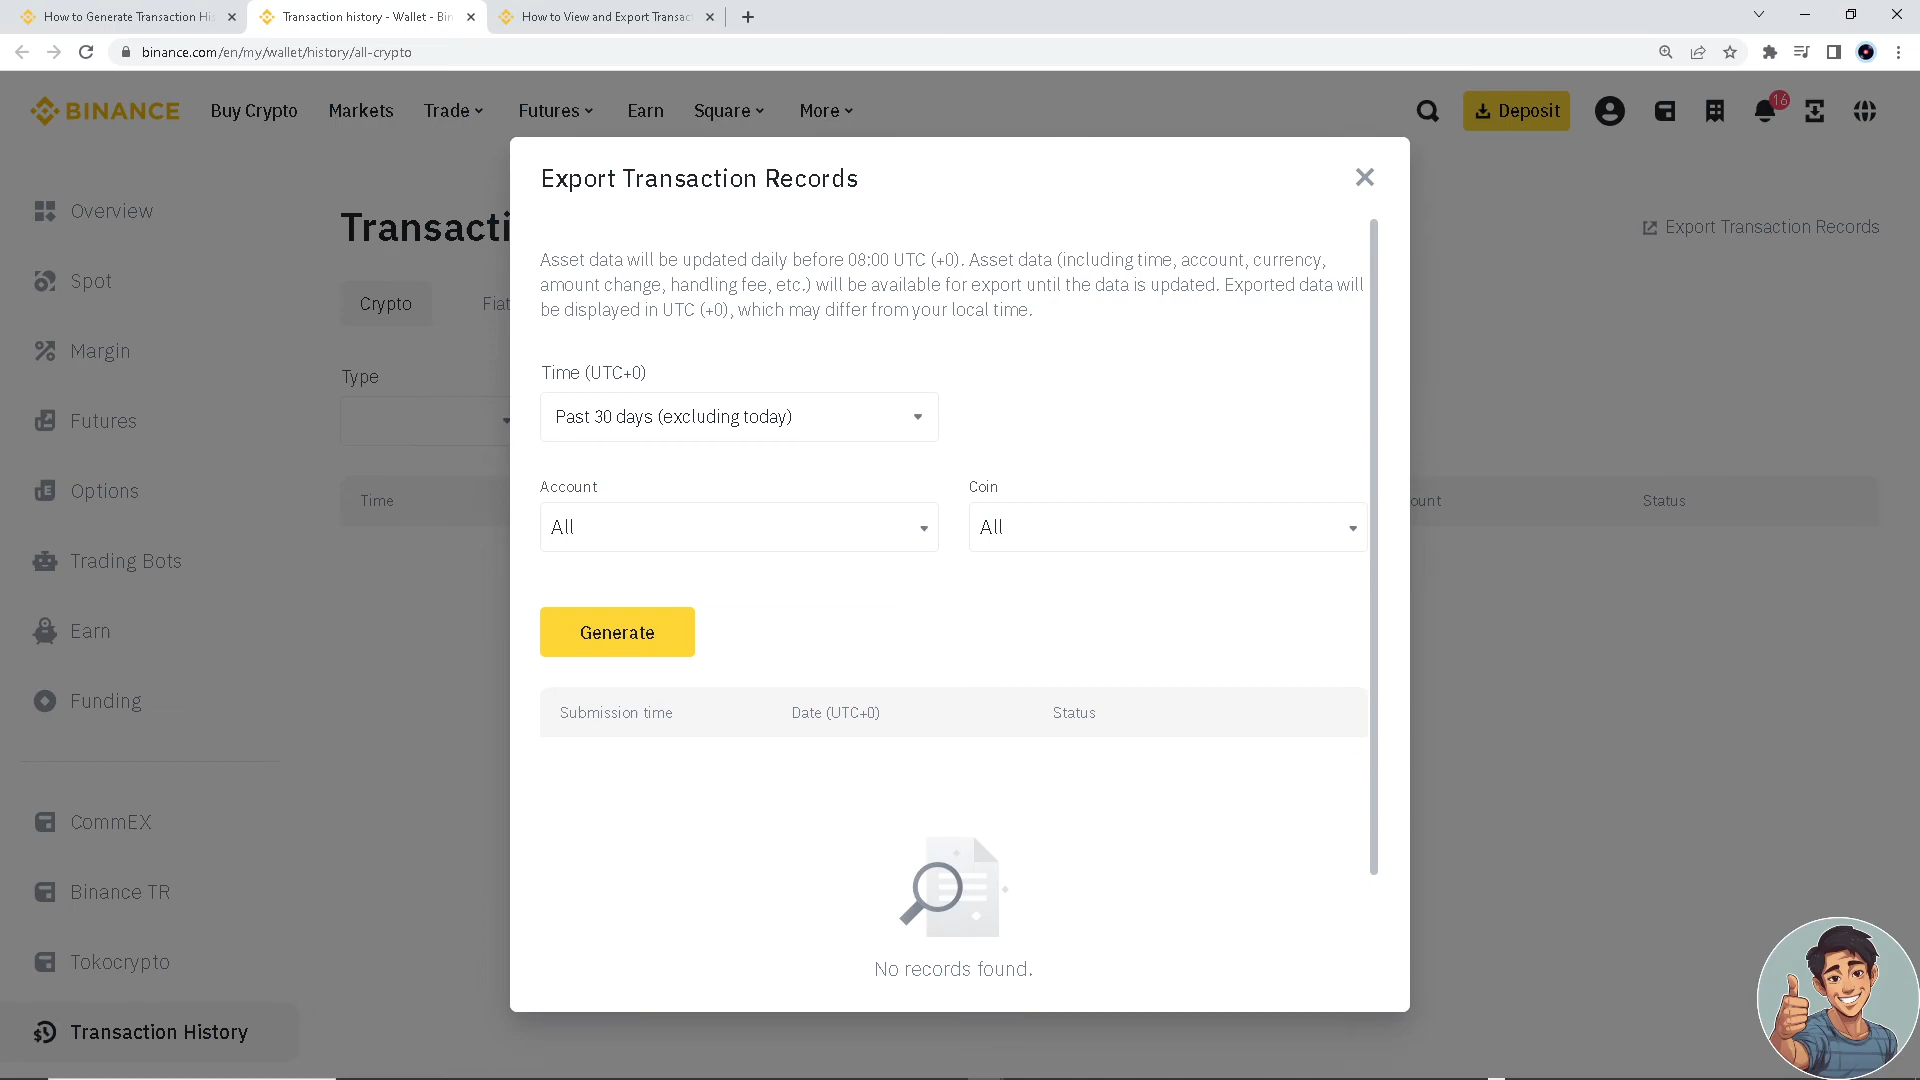 How to Generate Transaction His
Transaction history - Wallet - Bin
How to View and Export Transac
binance.com/en/my/wallet/history/all-crypto
BINANCE
Buy Crypto
Markets
Trade
Futures
Earn
Square
More
Deposit
16
Overview
Spot
Margin
Futures
Options
Trading Bots
Earn
Funding
CommEX
Binance TR
Tokocrypto
Transaction History
Transacti
Export Transaction Records
Crypto
Fiat
Type
Time
ount
Status
Export Transaction Records
Asset data will be updated daily before 08:00 UTC (+0). Asset data (including time, account, currency,
amount change, handling fee, etc.) will be available for export until the data is updated. Exported data will
be displayed in UTC (+0), which may differ from your local time.
Time (UTC+0)
Past 30 days (excluding today)
Account
Coin
All
All
Generate
Submission time
Date (UTC+0)
Status
No records found.